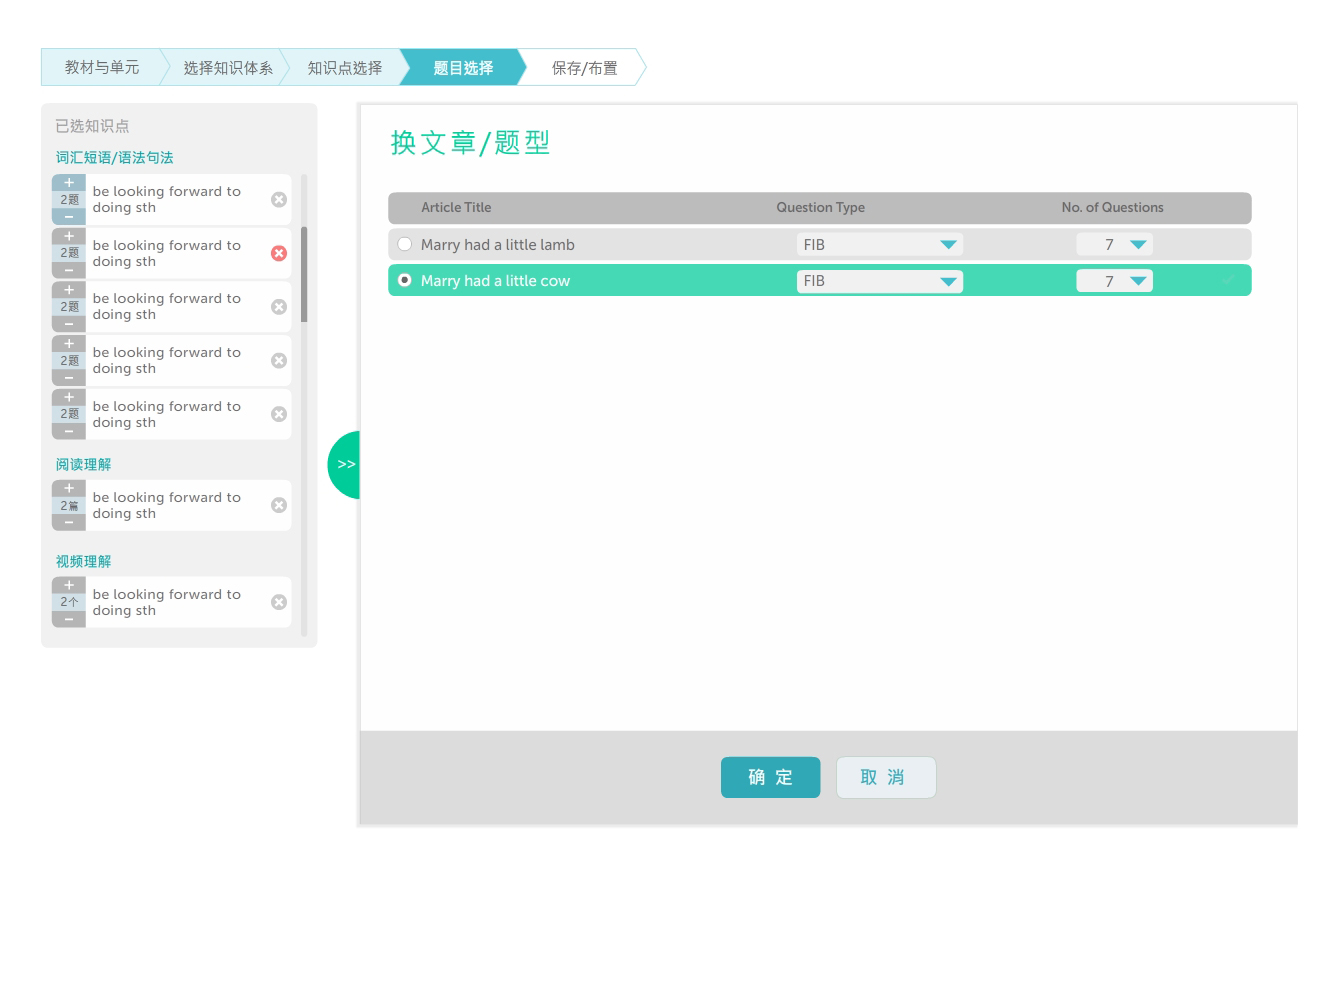 教材与单元
选择知识体系
知识点选择
题目选择
保存/布置
已选知识点
词汇短语/语法句法
+
2题
−
be looking forward to
doing sth
+
2题
−
be looking forward to
doing sth
+
2题
−
be looking forward to
doing sth
+
2题
−
be looking forward to
doing sth
+
2题
−
be looking forward to
doing sth
阅读理解
+
2篇
−
be looking forward to
doing sth
视频理解
+
2个
−
be looking forward to
doing sth
>>
换文章/题型
Article Title Question Type No. of Questions
Marry had a little lamb FIB 7
Marry had a little cow FIB 7
确 定
取 消